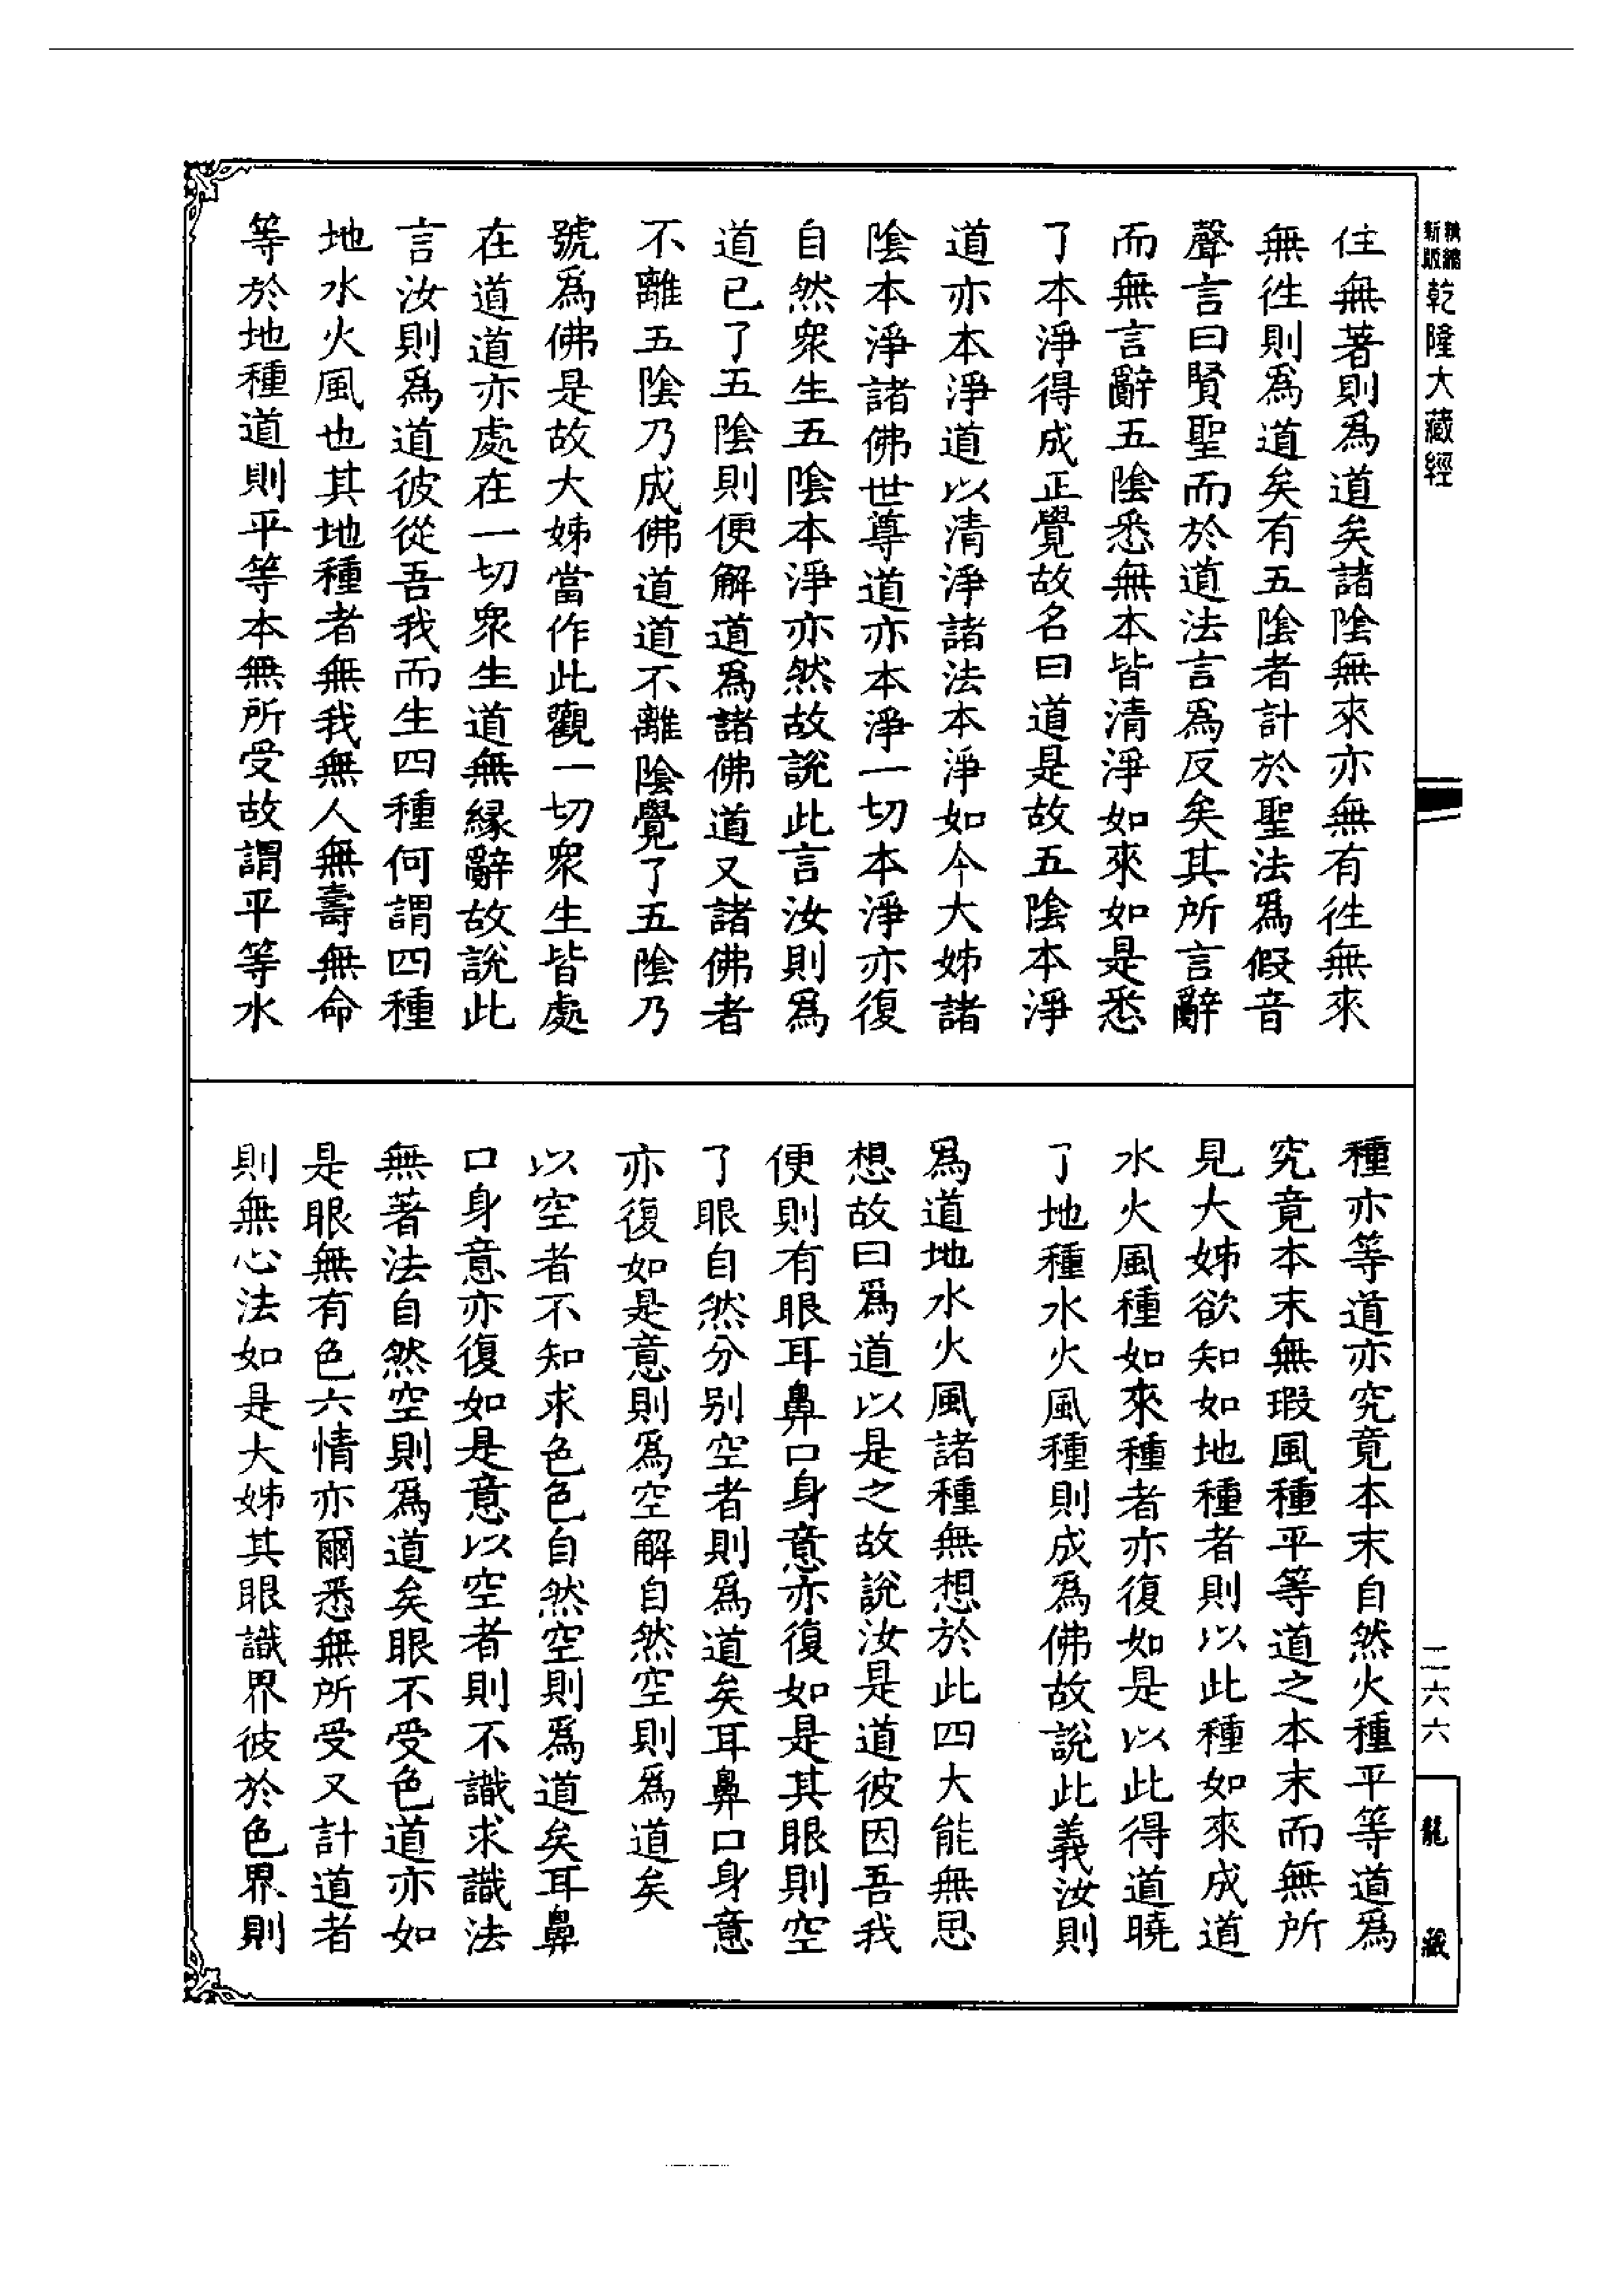 精縮
新版
乾隆大藏經
住無著則爲道矣諸陰無來亦無有徃無來
無徃則爲道矣有五陰者計於聖法爲假音
聲言曰賢聖而於道法言爲反矣其所言辭
而無言辭五陰悉無本皆清淨如來如是悉
了本淨得成正覺故名曰道是故五陰本淨
道亦本淨道以清淨諸法本淨如今大姊諸
陰本淨諸佛世尊道亦本淨一切本淨亦復
自然衆生五陰本淨亦然故說此言汝則爲
道已了五陰則便解道爲諸佛道又諸佛者
不離五陰乃成佛道道不離陰覺了五陰乃
號爲佛是故大姊當作此觀一切衆生皆處
在道道亦處在一切衆生道無緣辭故說此
言汝則爲道彼從吾我而生四種何謂四種
地水火風也其地種者無我無人無壽無命
等於地種道則平等本無所受故謂平等水
種亦等道亦究竟本末自然火種平等道爲
究竟本末無瑕風種平等道之本末而無所
見大姊欲知如地種者則以此種如來成道
水火風種如來種者亦復如是以此得道曉
了地種水火風種則成爲佛故說此義汝則
爲道地水火風諸種無想於此四大能無思
想故曰爲道以是之故說汝是道彼因吾我
便則有眼耳鼻口身意亦復如是其眼則空
了眼自然分別空者則爲道矣耳鼻口身意
亦復如是意則爲空解自然空則爲道矣
以空者不知求色色自然空則爲道矣耳鼻
口身意亦復如是意以空者則不識求識法
無著法自然空則爲道矣眼不受色道亦如
是眼無有色六情亦爾悉無所受又計道者
則無心法如是大姊其眼識界彼於色界則
二六六
龍藏